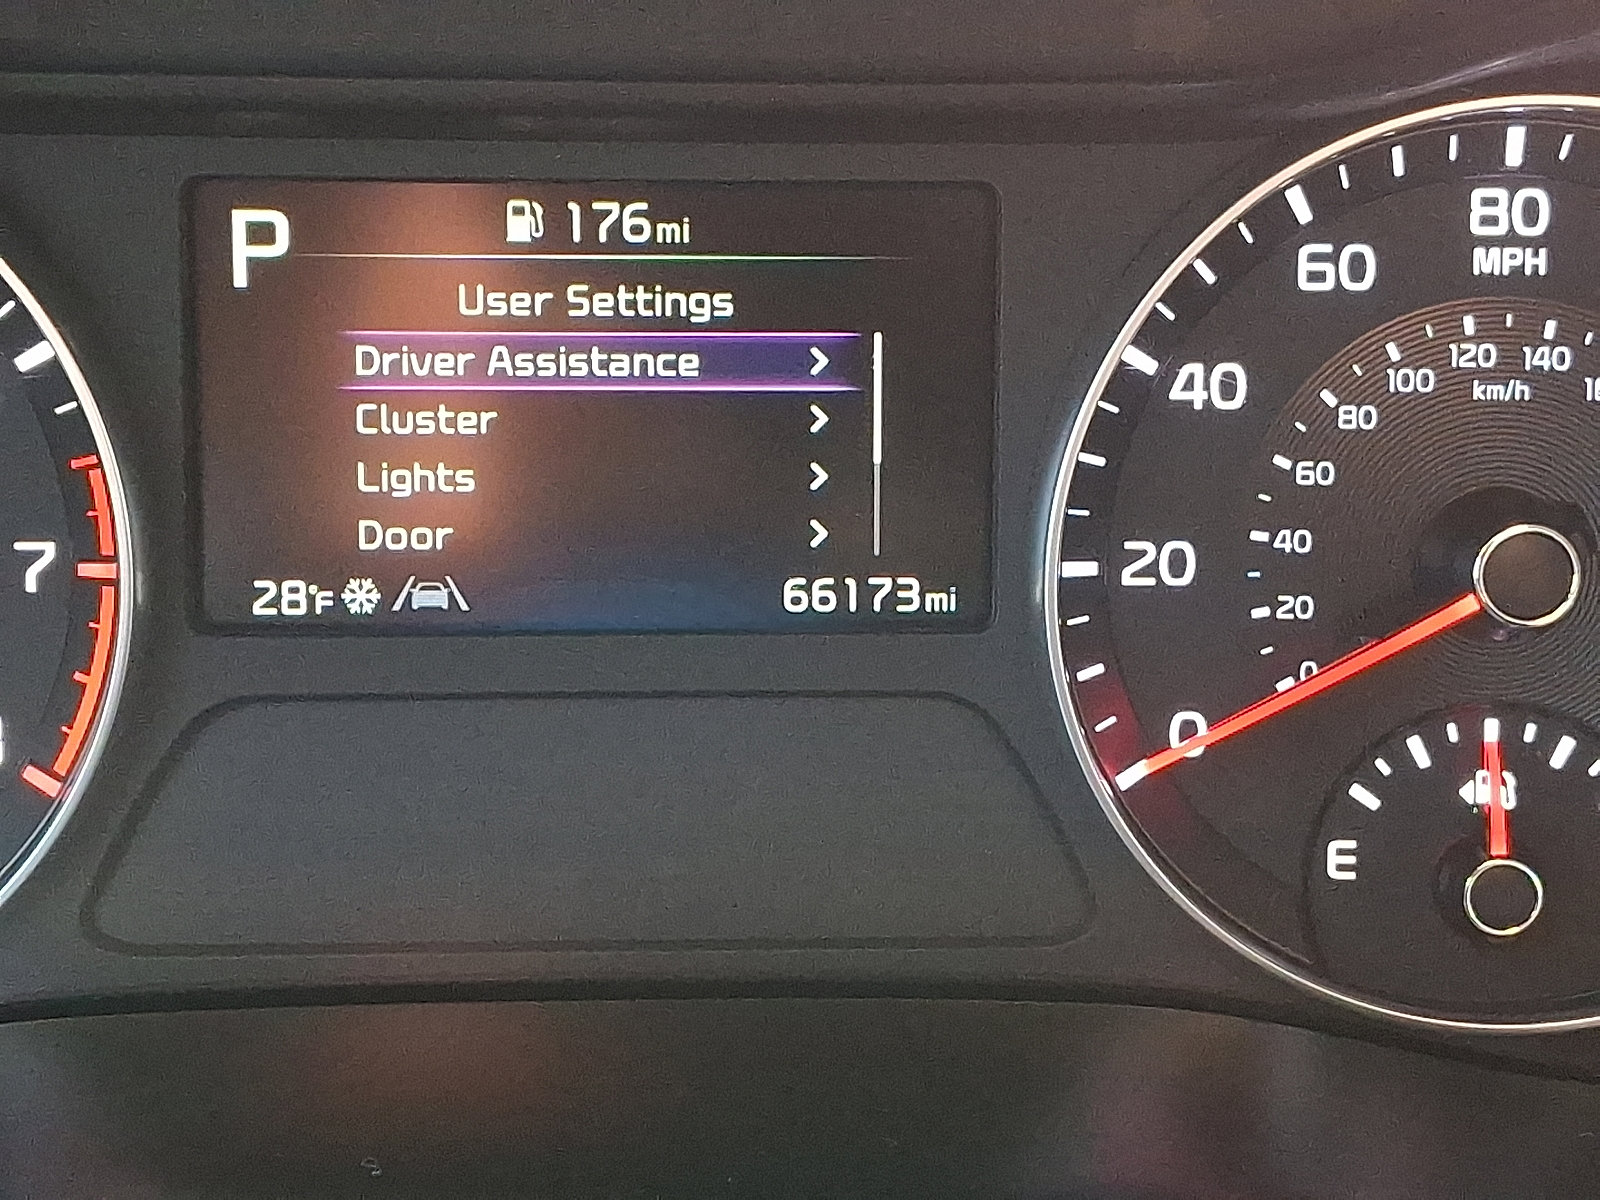 P
176mi
User Settings
Driver Assistance
Cluster
Lights
Door
28°F
66173mi
7
80
MPH
60
40
20
0
140
120
km/h
100
80
60
40
20
0
E